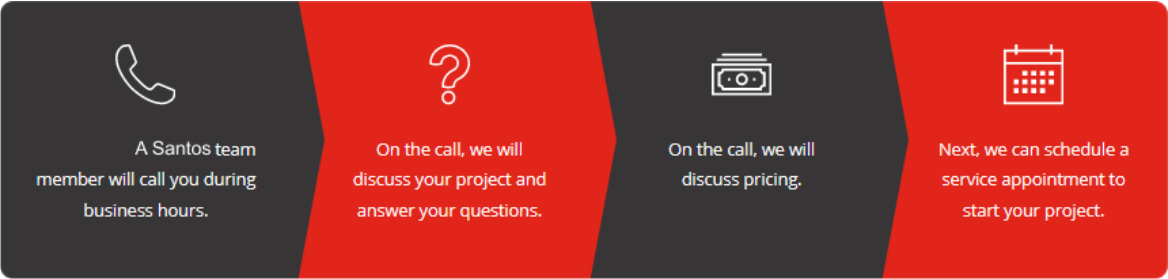 A Santos team
member will call you during
business hours.
On the call, we will
discuss your project and
answer your questions.
On the call, we will
discuss pricing.
Next, we can schedule a
service appointment to
start your project.